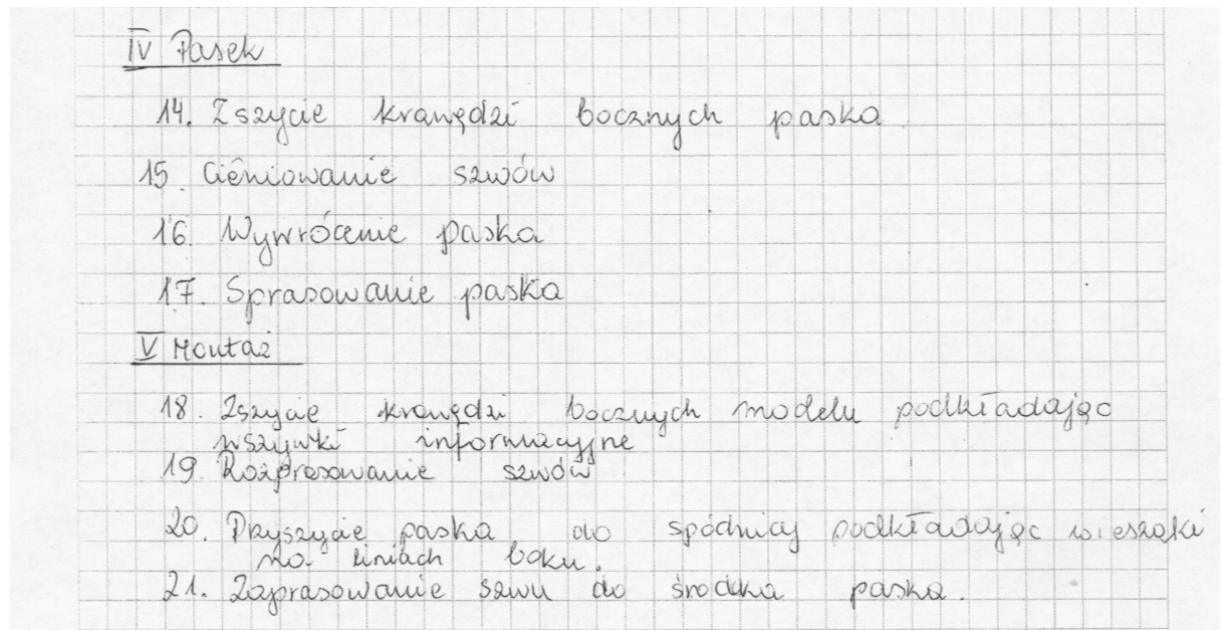 IV Pasek
14. Zszycie krawędzi bocznych paska.
15. Cieniowanie szwów
16. Wywrócenie paska
17. Sprasowanie paska
V Montaż
18. Zszycie krawędzi bocznych modelu podkładając
wszywki informacyjne
19. Rozprasowanie szwów
20. Przyszycie paska do spódnicy podkładając wieszaki
na liniach boku.
21. Zaprasowanie szwu do środka paska.